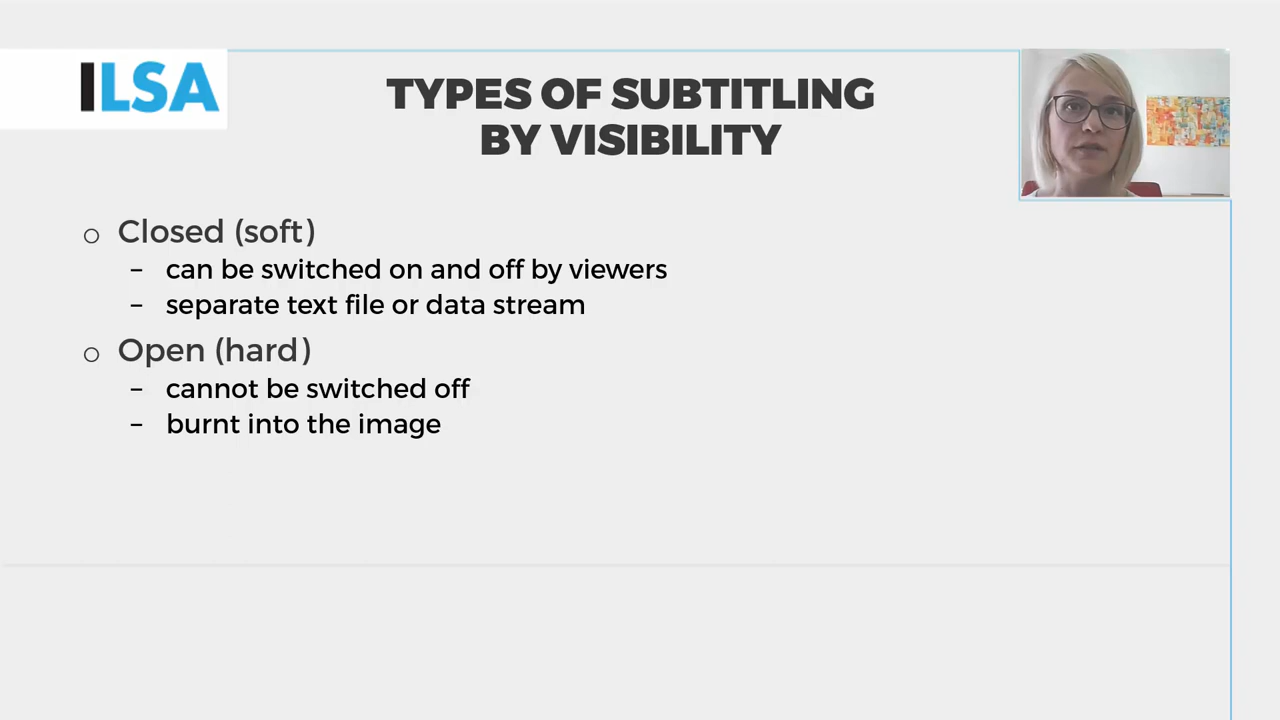 ILSA
TYPES OF SUBTITLING
BY VISIBILITY
o Closed (soft)
– can be switched on and off by viewers
– separate text file or data stream
o Open (hard)
– cannot be switched off
– burnt into the image